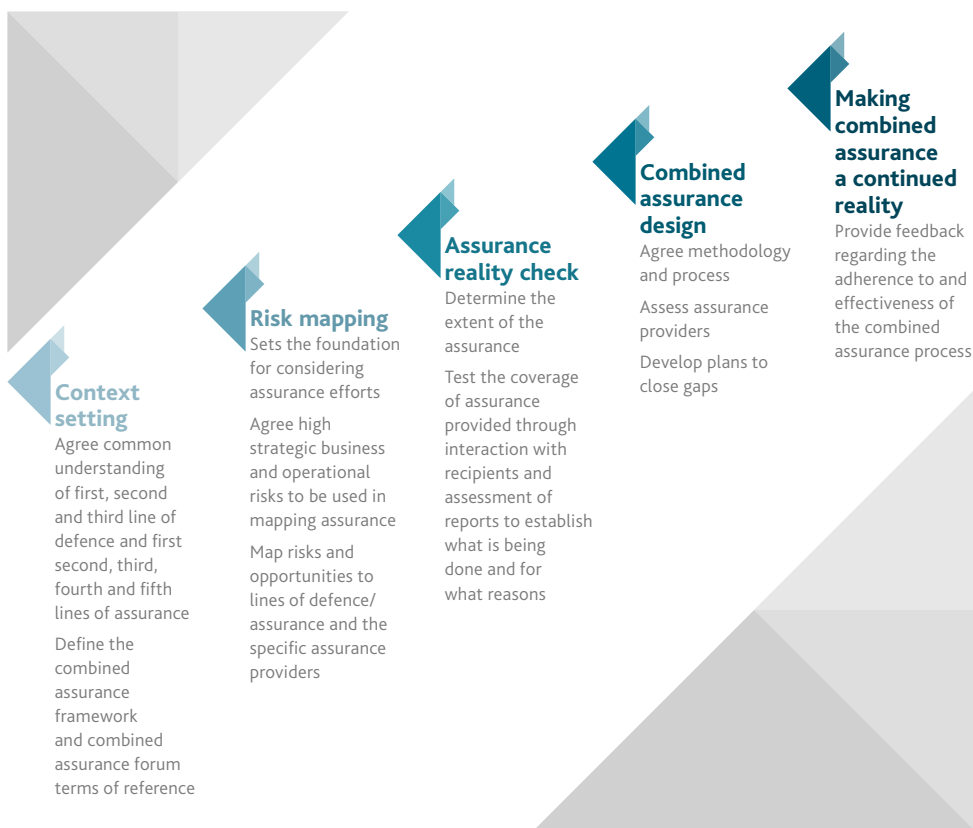 Context
setting
Agree common
understanding
of first, second
and third line of
defence and first
second, third,
fourth and fifth
lines of assurance
Define the
combined
assurance
framework
and combined
assurance forum
terms of reference
Risk mapping
Sets the foundation
for considering
assurance efforts
Agree high
strategic business
and operational
risks to be used in
mapping assurance
Map risks and
opportunities to
lines of defence/
assurance and the
specific assurance
providers
Assurance
reality check
Determine the
extent of the
assurance
Test the coverage
of assurance
provided through
interaction with
recipients and
assessment of
reports to establish
what is being
done and for
what reasons
Combined
assurance
design
Agree methodology
and process
Assess assurance
providers
Develop plans to
close gaps
Making
combined
assurance
a continued
reality
Provide feedback
regarding the
adherence to and
effectiveness of
the combined
assurance process